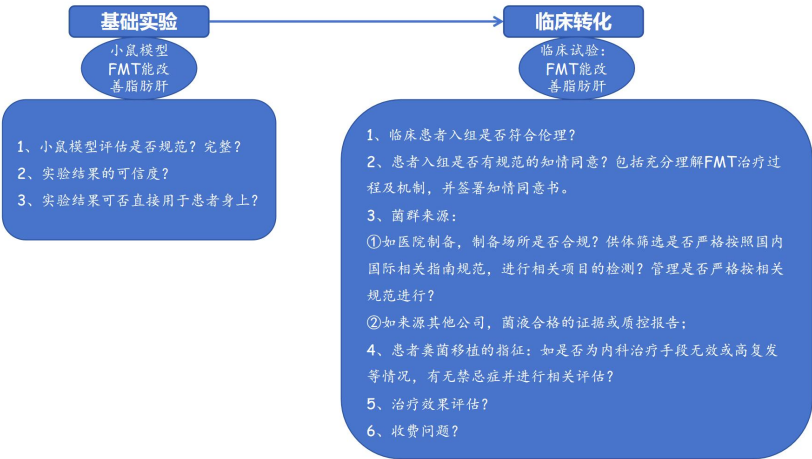 基础实验
临床转化
小鼠模型
FMT能改
善脂肪肝
临床试验：
FMT能改
善脂肪肝
1、小鼠模型评估是否规范？完整？
2、实验结果的可信度？
3、实验结果可否直接用于患者身上？
1、临床患者入组是否符合伦理？
2、患者入组是否有规范的知情同意？包括充分理解FMT治疗过
程及机制，并签署知情同意书。
3、菌群来源：
①如医院制备，制备场所是否合规？供体筛选是否严格按照国内
国际相关指南规范，进行相关项目的检测？管理是否严格按相关
规范进行？
②如来源其他公司，菌液合格的证据或质控报告；
4、患者粪菌移植的指征：如是否为内科治疗手段无效或高复发
等情况，有无禁忌症并进行相关评估？
5、治疗效果评估？
6、收费问题？